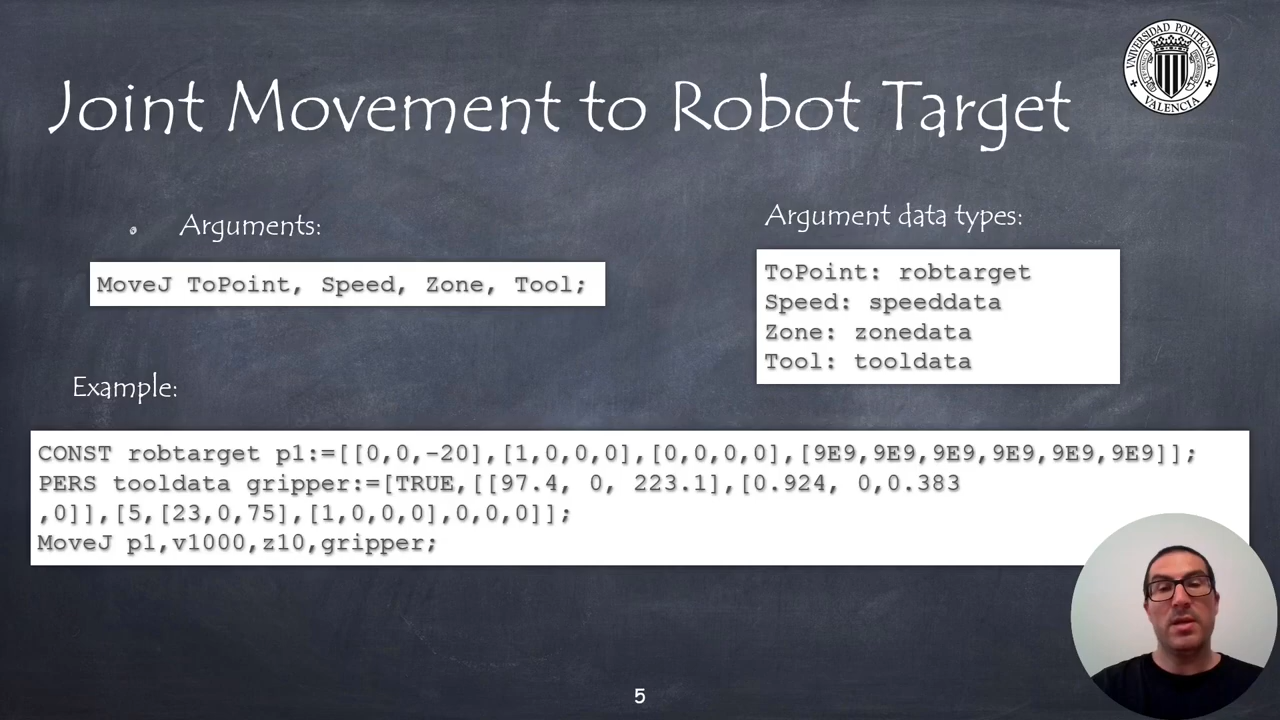 UNIVERSIDAD POLITECNICA
VALENCIA
Joint Movement to Robot Target
Arguments:
MoveJ ToPoint, Speed, Zone, Tool;
Argument data types:
ToPoint: robtarget
Speed: speeddata
Zone: zonedata
Tool: tooldata
Example:
CONST robtarget p1:=[[0,0,-20],[1,0,0,0],[0,0,0,0],[9E9,9E9,9E9,9E9,9E9,9E9]];
PERS tooldata gripper:=[TRUE,[[97.4, 0, 223.1],[0.924, 0,0.383
,0]],[5,[23,0,75],[1,0,0,0],0,0,0]];
MoveJ p1,v1000,z10,gripper;
5